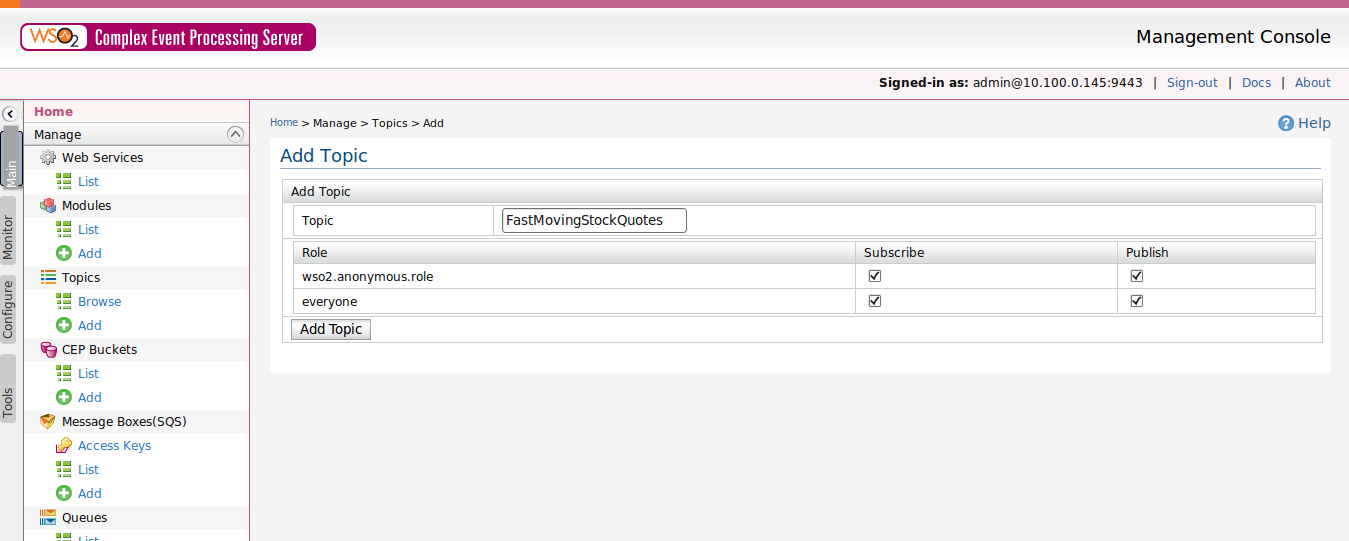 WSO2 Complex Event Processing Server
Management Console
Signed-in as: admin@10.100.0.145:9443 | Sign-out | Docs | About
Home
Manage
Web Services
List
Modules
List
Add
Topics
Browse
Add
CEP Buckets
List
Add
Message Boxes(SQS)
Access Keys
List
Add
Queues
List
Main
Monitor
Configure
Tools
Home > Manage > Topics > Add
Help
Add Topic
Add Topic
Topic FastMovingStockQuotes
Role Subscribe Publish
wso2.anonymous.role
everyone
Add Topic